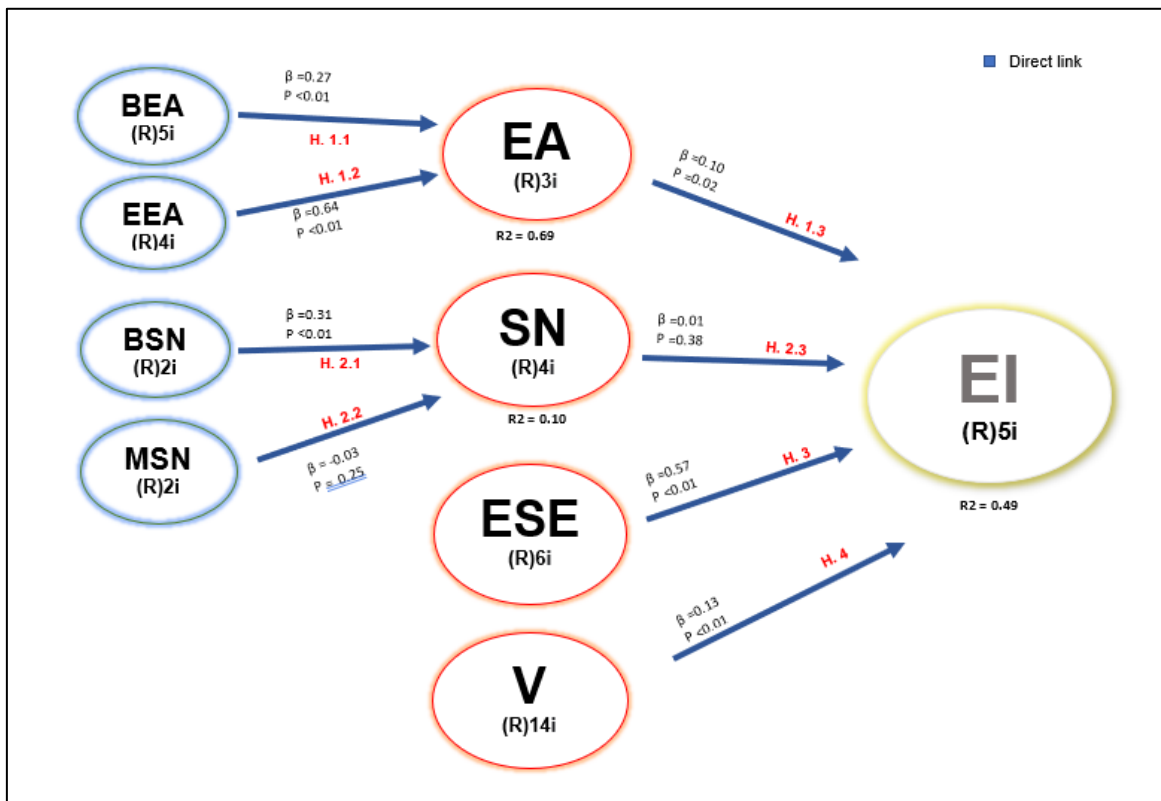 Direct link
BEA
(R)5i
β =0.27
P <0.01
H. 1.1
EEA
(R)4i
H. 1.2
β =0.64
P <0.01
EA
(R)3i
R2 = 0.69
β =0.10
P =0.02
H. 1.3
BSN
(R)2i
β =0.31
P <0.01
H. 2.1
MSN
(R)2i
H. 2.2
β = -0.03
P = 0.25
SN
(R)4i
R2 = 0.10
β =0.01
P =0.38
H. 2.3
ESE
(R)6i
β =0.57
P <0.01
H. 3
V
(R)14i
β =0.13
P <0.01
H. 4
EI
(R)5i
R2 = 0.49